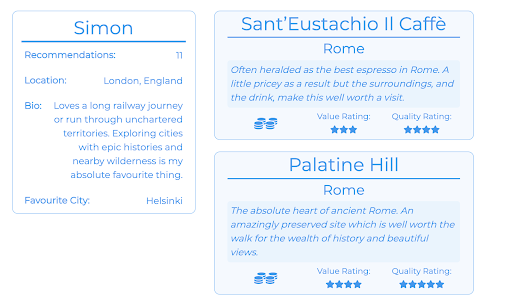 Simon
Recommendations: 11
Location: London, England
Bio: Loves a long railway journey
or run through unchartered
territories. Exploring cities
with epic histories and
nearby wilderness is my
absolute favourite thing.
Favourite City: Helsinki
Sant'Eustachio Il Caffè
Rome
Often heralded as the best espresso in Rome. A
little pricey as a result but the surroundings, and
the drink, make this well worth a visit.
Value Rating: Quality Rating:
Palatine Hill
Rome
The absolute heart of ancient Rome. An
amazingly preserved site which is well worth the
walk for the wealth of history and beautiful
views.
Value Rating: Quality Rating: